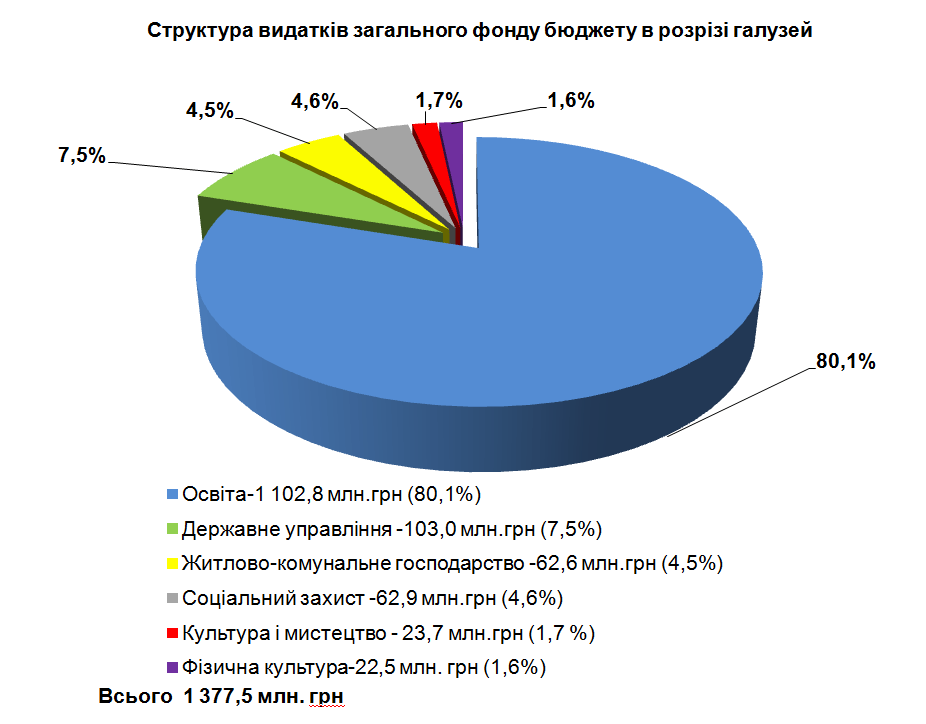 Структура видатків загального фонду бюджету в розрізі галузей
4,6%
1,7%
1,6%
4,5%
7,5%
80,1%
Освіта-1 102,8 млн.грн (80,1%)
Державне управління -103,0 млн.грн (7,5%)
Житлово-комунальне господарство -62,6 млн.грн (4,5%)
Соціальний захист -62,9 млн.грн (4,6%)
Культура і мистецтво - 23,7 млн.грн (1,7 %)
Фізична культура-22,5 млн. грн (1,6%)
Всього  1 377,5 млн. грн